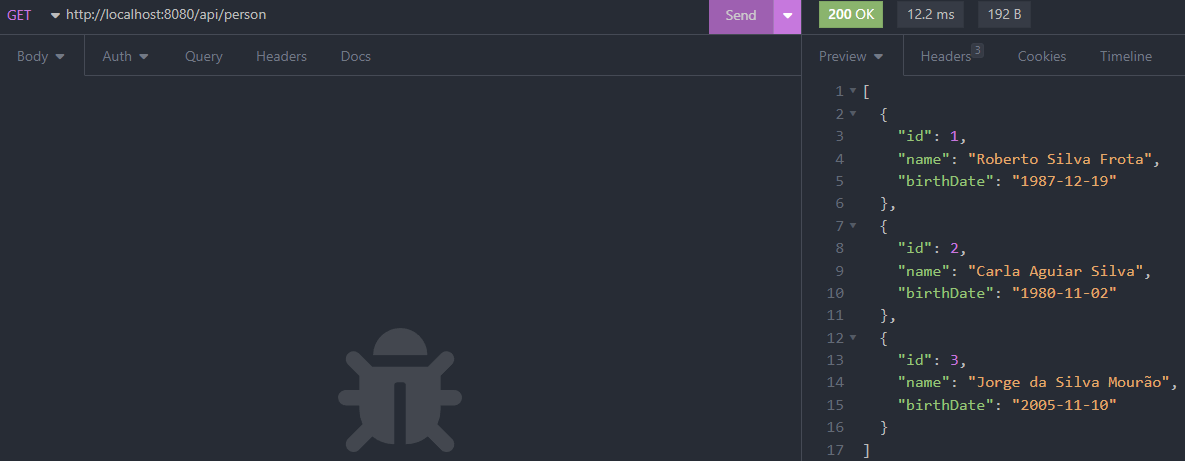 GET http://localhost:8080/api/person Send 200 OK 12.2 ms 192 B
Body Auth Query Headers Docs Preview Headers 3 Cookies Timeline
1 [
2 {
3 "id": 1,
4 "name": "Roberto Silva Frota",
5 "birthDate": "1987-12-19"
6 },
7 {
8 "id": 2,
9 "name": "Carla Aguiar Silva",
10 "birthDate": "1980-11-02"
11 },
12 {
13 "id": 3,
14 "name": "Jorge da Silva Mourão",
15 "birthDate": "2005-11-10"
16 }
17 ]